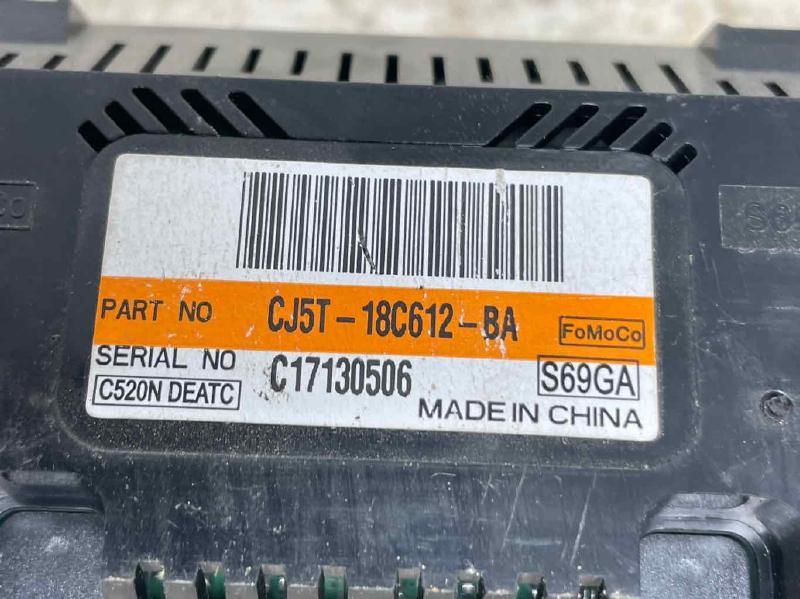 PART NO CJ5T-18C612-BA FoMoCo
SERIAL NO C17130506 S69GA
C520N DEATC MADE IN CHINA